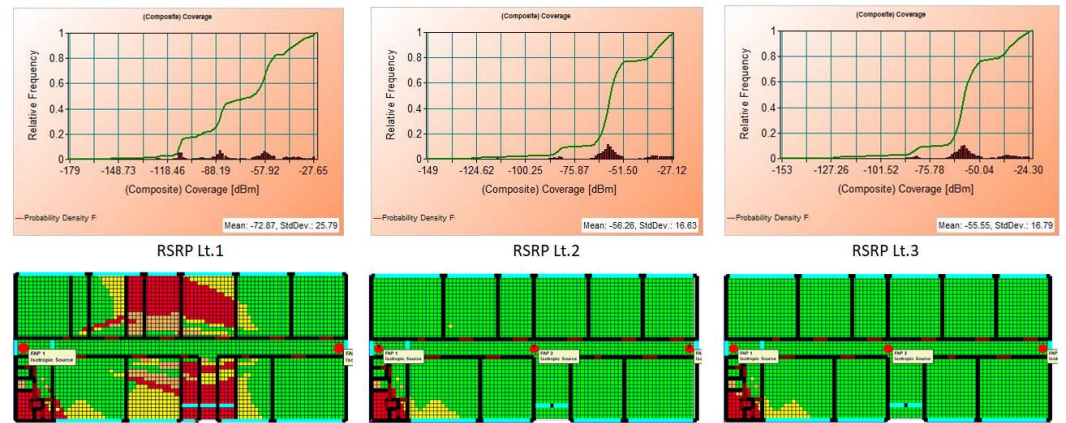 (Composite) Coverage
Relative Frequency
1
0.8
0.6
0.4
0.2
0
-179 -148.73 -118.46 -88.19 -57.92 -27.65
(Composite) Coverage [dBm]
Probability Density F
Mean: -72.87, StdDev.: 25.79
RSRP Lt.1
(Composite) Coverage
Relative Frequency
1
0.8
0.6
0.4
0.2
0
-149 -124.62 -100.25 -75.87 -51.50 -27.12
(Composite) Coverage [dBm]
Probability Density F
Mean: -56.26, StdDev.: 16.63
RSRP Lt.2
(Composite) Coverage
Relative Frequency
1
0.8
0.6
0.4
0.2
0
-153 -127.26 -101.52 -75.78 -50.04 -24.30
(Composite) Coverage [dBm]
Probability Density F
Mean: -55.55, StdDev.: 16.79
RSRP Lt.3
FAP 1
Isotropic Source
FAP 1
Isotropic Source
FAP 2
Isotropic Source
FAP 1
Isotropic Source
FAP 2
Isotropic Source